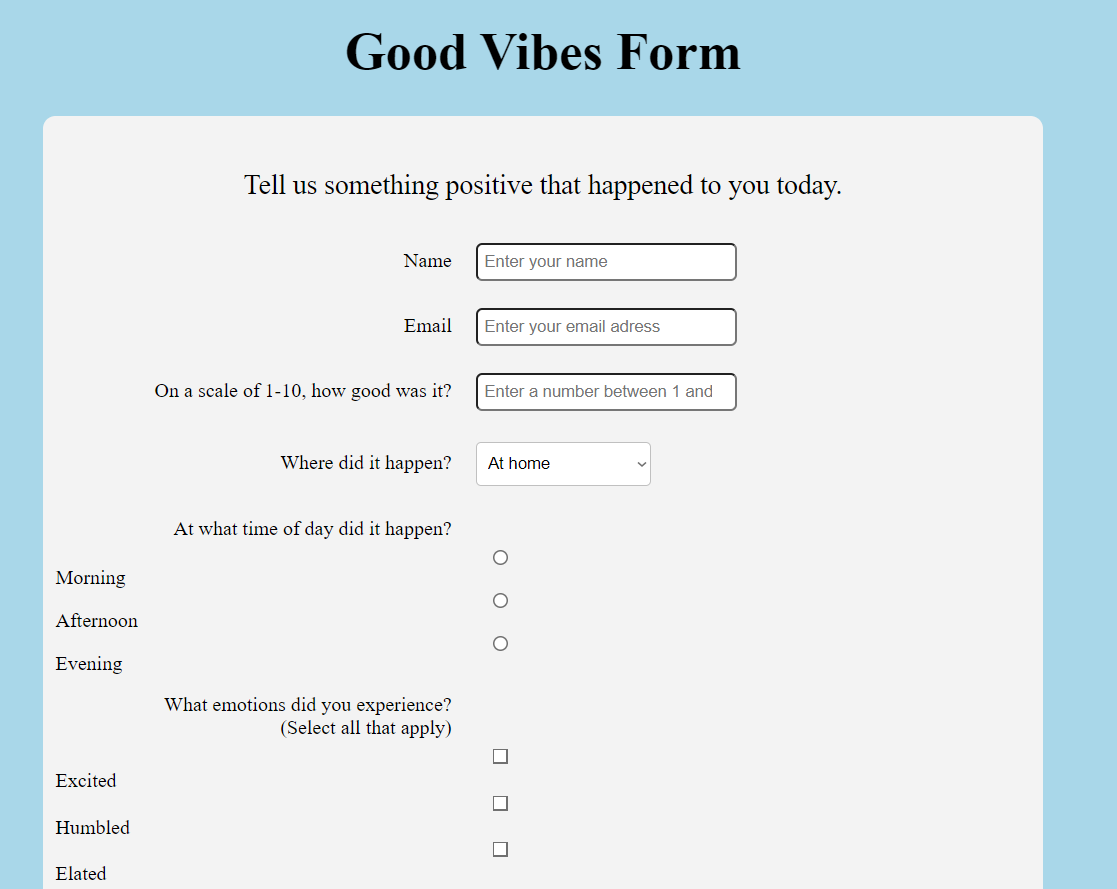 Good Vibes Form
Tell us something positive that happened to you today.
Name
Enter your name
Email
Enter your email adress
On a scale of 1-10, how good was it?
Enter a number between 1 and
Where did it happen?
At home
At what time of day did it happen?
Morning
Afternoon
Evening
What emotions did you experience?
(Select all that apply)
Excited
Humbled
Elated